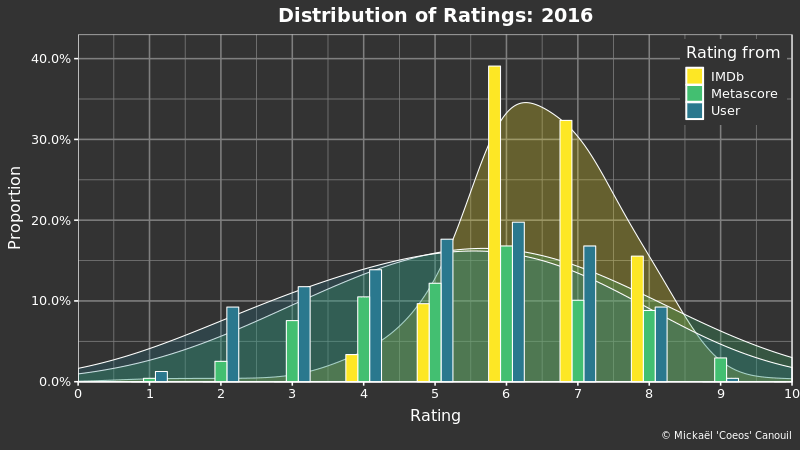 Distribution of Ratings: 2016
Proportion
40.0%
30.0%
20.0%
10.0%
0.0%
Rating from
IMDb
Metascore
User
0 1 2 3 4 5 6 7 8 9 10
Rating
© Mickaël 'Coeos' Canouil